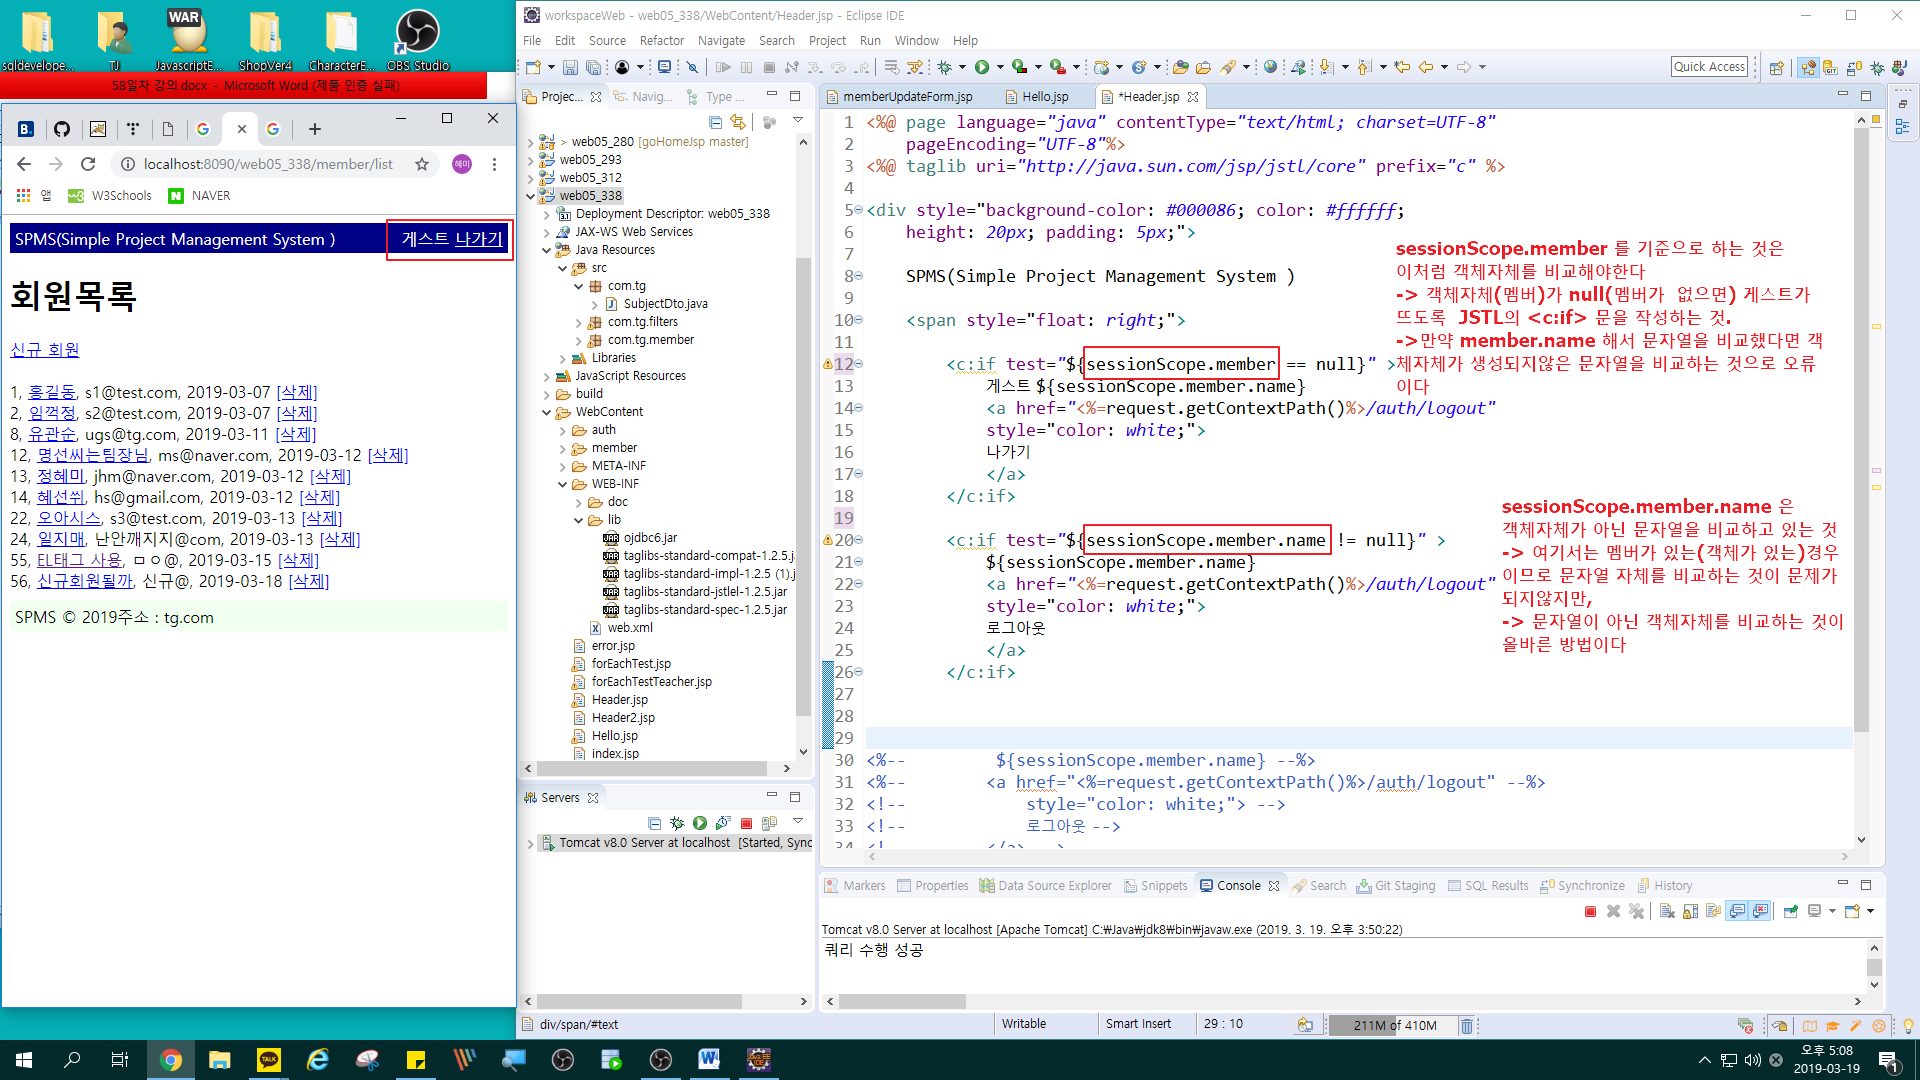 sqldevelope...
TJ
JavascriptE...
ShopVer4
CharacterE...
OBS Studio
58일차 강의.docx - Microsoft Word (제품 인증 실패)
localhost:8090/web05_338/member/list
혜미
앱
W3Schools
NAVER
SPMS(Simple Project Management System )
게스트 나가기
회원목록
신규 회원
1, 홍길동, s1@test.com, 2019-03-07 [삭제]
2, 임꺽정, s2@test.com, 2019-03-07 [삭제]
8, 유관순, ugs@tg.com, 2019-03-11 [삭제]
12, 명선씨는팀장님, ms@naver.com, 2019-03-12 [삭제]
13, 정혜미, jhm@naver.com, 2019-03-12 [삭제]
14, 혜선쒸, hs@gmail.com, 2019-03-12 [삭제]
22, 오아시스, s3@test.com, 2019-03-13 [삭제]
24, 일지매, 난안깨지지@com, 2019-03-13 [삭제]
55, EL태그 사용, ㅁㅇ@, 2019-03-15 [삭제]
56, 신규회원될까, 신규@, 2019-03-18 [삭제]
SPMS © 2019주소 : tg.com
workspaceWeb - web05_338/WebContent/Header.jsp - Eclipse IDE
File Edit Source Refactor Navigate Search Project Run Window Help
Quick Access
Projec...
Navig...
Type ...
> web05_280 [goHomeJsp master]
web05_293
web05_312
web05_338
Deployment Descriptor: web05_338
JAX-WS Web Services
Java Resources
src
com.tg
SubjectDto.java
com.tg.filters
com.tg.member
Libraries
JavaScript Resources
build
WebContent
auth
member
META-INF
WEB-INF
doc
lib
ojdbc6.jar
taglibs-standard-compat-1.2.5.j
taglibs-standard-impl-1.2.5 (1).j
taglibs-standard-jstlel-1.2.5.jar
taglibs-standard-spec-1.2.5.jar
web.xml
error.jsp
forEachTest.jsp
forEachTestTeacher.jsp
Header.jsp
Header2.jsp
Hello.jsp
index.jsp
Servers
Tomcat v8.0 Server at localhost [Started, Sync
memberUpdateForm.jsp
Hello.jsp
*Header.jsp
1 <%@ page language="java" contentType="text/html; charset=UTF-8"
2 pageEncoding="UTF-8"%>
3 <%@ taglib uri="http://java.sun.com/jsp/jstl/core" prefix="c" %>
4
5 <div style="background-color: #000086; color: #ffffff;
6 height: 20px; padding: 5px;">
7
8 SPMS(Simple Project Management System )
9
10 <span style="float: right;">
11
12 <c:if test="${sessionScope.member == null}" >
13 게스트 ${sessionScope.member.name}
14 <a href="<%=request.getContextPath()%>/auth/logout"
15 style="color: white;">
16 나가기
17 </a>
18 </c:if>
19
20 <c:if test="${sessionScope.member.name != null}" >
21 ${sessionScope.member.name}
22 <a href="<%=request.getContextPath()%>/auth/logout"
23 style="color: white;">
24 로그아웃
25 </a>
26 </c:if>
27
28
29
30 <%-- ${sessionScope.member.name} --%>
31 <%-- <a href="<%=request.getContextPath()%>/auth/logout" --%>
32 <!-- style="color: white;"> -->
33 <!-- 로그아웃 -->
sessionScope.member 를 기준으로 하는 것은
이처럼 객체자체를 비교해야한다
-> 객체자체(멤버)가 null(멤버가 없으면) 게스트가
뜨도록 JSTL의 <c:if> 문을 작성하는 것.
->만약 member.name 해서 문자열을 비교했다면 객
체자체가 생성되지않은 문자열을 비교하는 것으로 오류
이다
sessionScope.member.name 은
객체자체가 아닌 문자열을 비교하고 있는 것
-> 여기서는 멤버가 있는(객체가 있는)경우
이므로 문자열 자체를 비교하는 것이 문제가
되지않지만,
-> 문자열이 아닌 객체자체를 비교하는 것이
올바른 방법이다
Markers Properties Data Source Explorer Snippets Console Search Git Staging SQL Results Synchronize History
Tomcat v8.0 Server at localhost [Apache Tomcat] C:₩Java₩jdk8₩bin₩javaw.exe (2019. 3. 19. 오후 3:50:22)
쿼리 수행 성공
div/span/#text
Writable
Smart Insert
29 : 10
211M of 410M
오후 5:08
2019-03-19
1